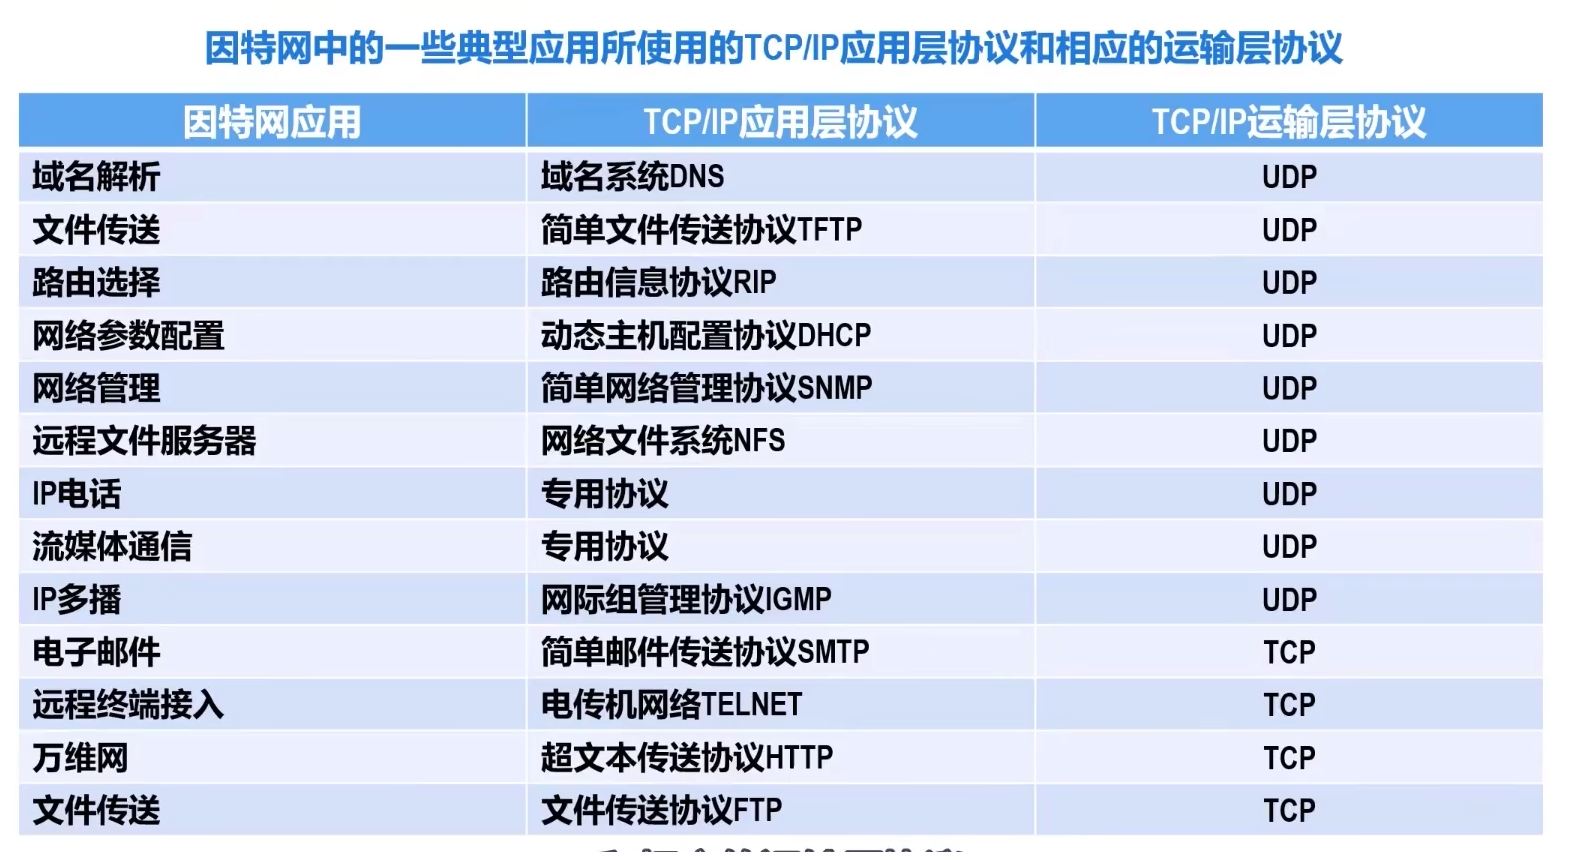 因特网中的一些典型应用所使用的TCP/IP应用层协议和相应的运输层协议
因特网应用 TCP/IP应用层协议 TCP/IP运输层协议
域名解析 域名系统DNS UDP
文件传送 简单文件传送协议TFTP UDP
路由选择 路由信息协议RIP UDP
网络参数配置 动态主机配置协议DHCP UDP
网络管理 简单网络管理协议SNMP UDP
远程文件服务器 网络文件系统NFS UDP
IP电话 专用协议 UDP
流媒体通信 专用协议 UDP
IP多播 网际组管理协议IGMP UDP
电子邮件 简单邮件传送协议SMTP TCP
远程终端接入 电传机网络TELNET TCP
万维网 超文本传送协议HTTP TCP
文件传送 文件传送协议FTP TCP